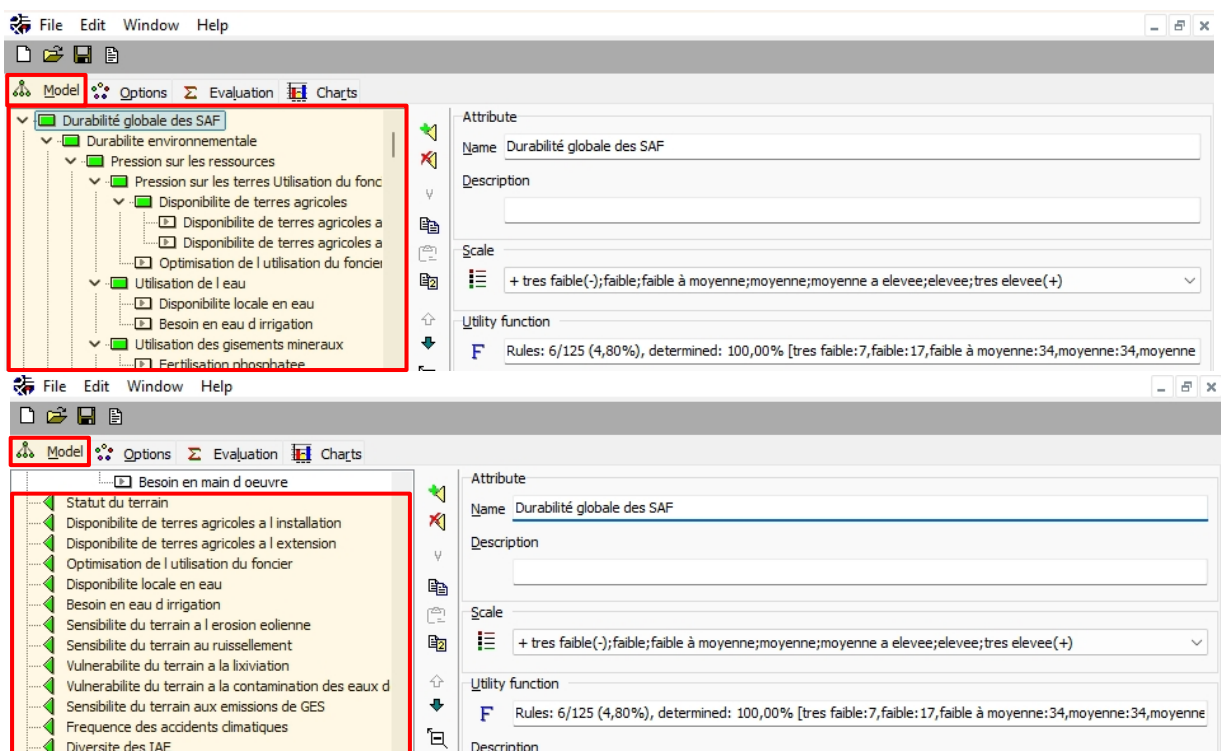 File Edit Window Help
Model Options Σ Evaluation Charts
Durabilité globale des SAF
Durabilite environnementale
Pression sur les ressources
Pression sur les terres Utilisation du fonc
Disponibilite de terres agricoles
Disponibilite de terres agricoles a
Disponibilite de terres agricoles a
Optimisation de l utilisation du foncier
Utilisation de l eau
Disponibilite locale en eau
Besoin en eau d irrigation
Utilisation des gisements mineraux
Fertilisation phosphatee
Attribute
Name Durabilité globale des SAF
Description
Scale
+ tres faible(-);faible;faible à moyenne;moyenne;moyenne a elevee;elevee;tres elevee(+)
Utility function
F Rules: 6/125 (4,80%), determined: 100,00% [tres faible:7,faible:17,faible à moyenne:34,moyenne:34,moyenne
File Edit Window Help
Model Options Σ Evaluation Charts
Besoin en main d oeuvre
Statut du terrain
Disponibilite de terres agricoles a l installation
Disponibilite de terres agricoles a l extension
Optimisation de l utilisation du foncier
Disponibilite locale en eau
Besoin en eau d irrigation
Sensibilite du terrain a l erosion eolienne
Sensibilite du terrain au ruissellement
Vulnerabilite du terrain a la lixiviation
Vulnerabilite du terrain a la contamination des eaux d
Sensibilite du terrain aux emissions de GES
Frequence des accidents climatiques
Diversite des IAE
Attribute
Name Durabilité globale des SAF
Description
Scale
+ tres faible(-);faible;faible à moyenne;moyenne;moyenne a elevee;elevee;tres elevee(+)
Utility function
F Rules: 6/125 (4,80%), determined: 100,00% [tres faible:7,faible:17,faible à moyenne:34,moyenne:34,moyenne
Description